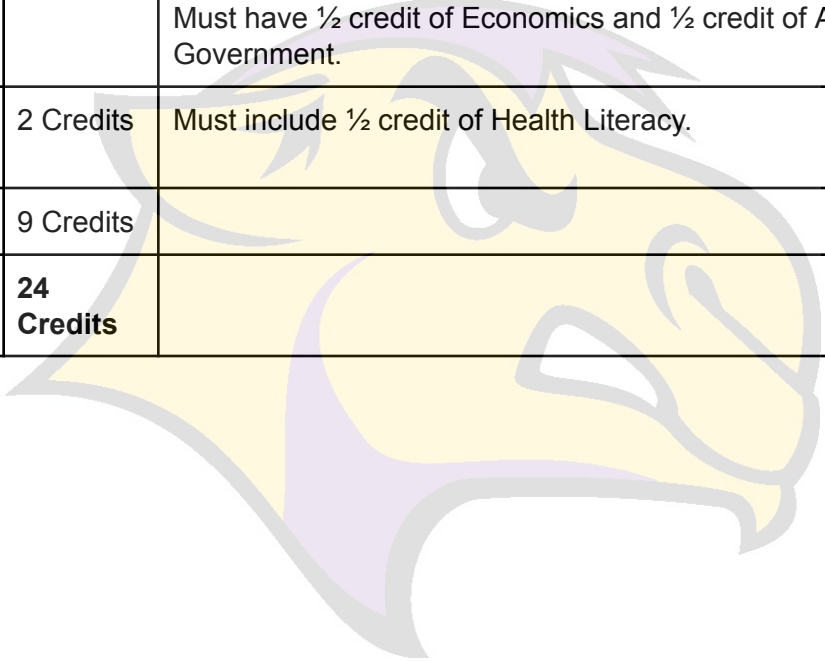 Must have ½ credit of Economics and ½ credit of A
Government.
2 Credits Must include ½ credit of Health Literacy.
9 Credits
24
Credits